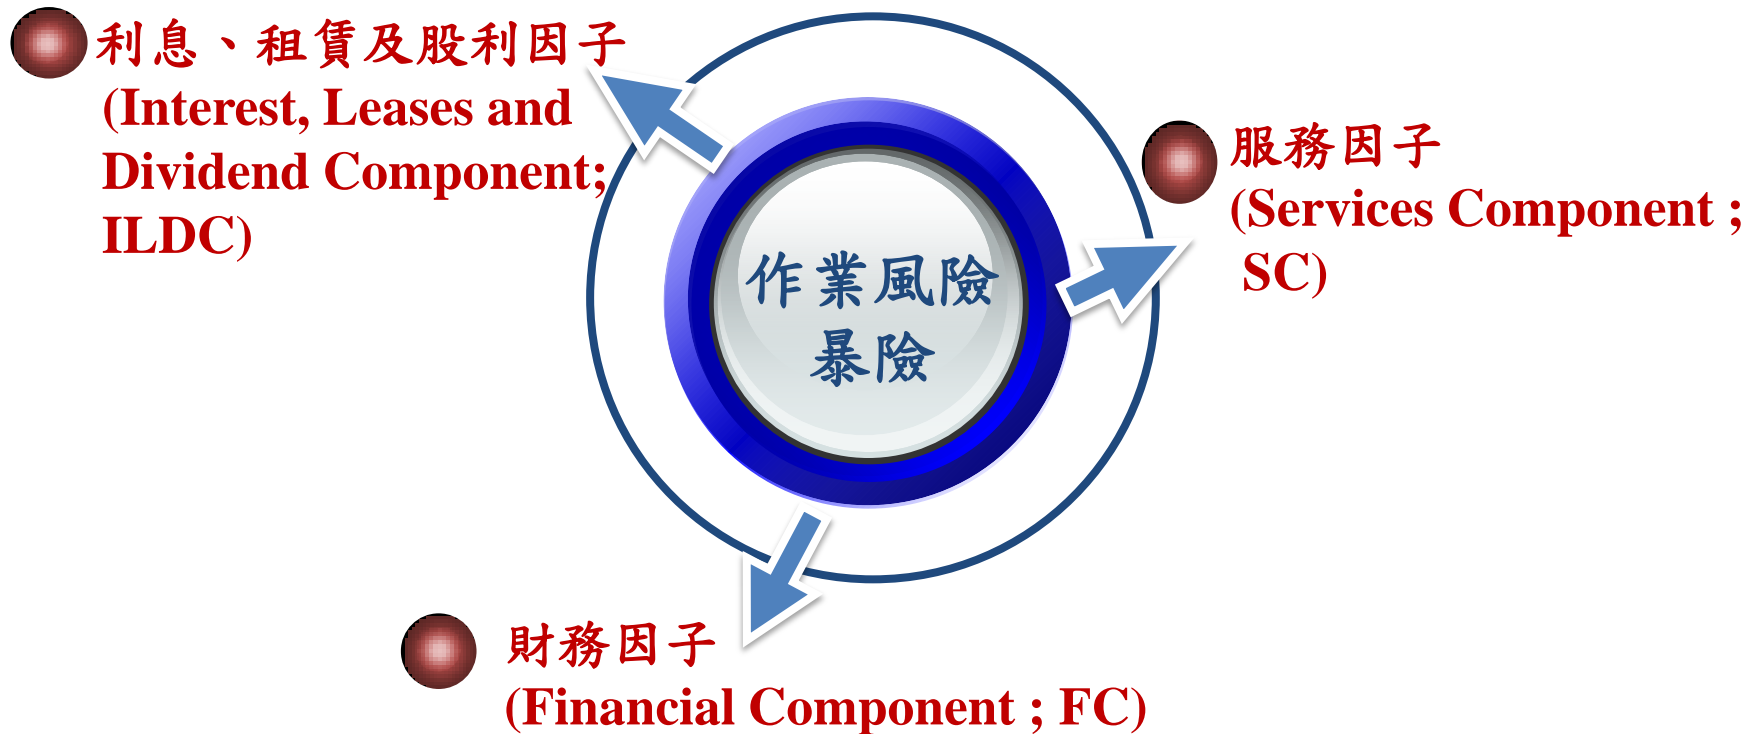 利息、租賃及股利因子
(Interest, Leases and
Dividend Component;
ILDC)
服務因子
(Services Component ;
SC)
作業風險
暴險
財務因子
(Financial Component ; FC)